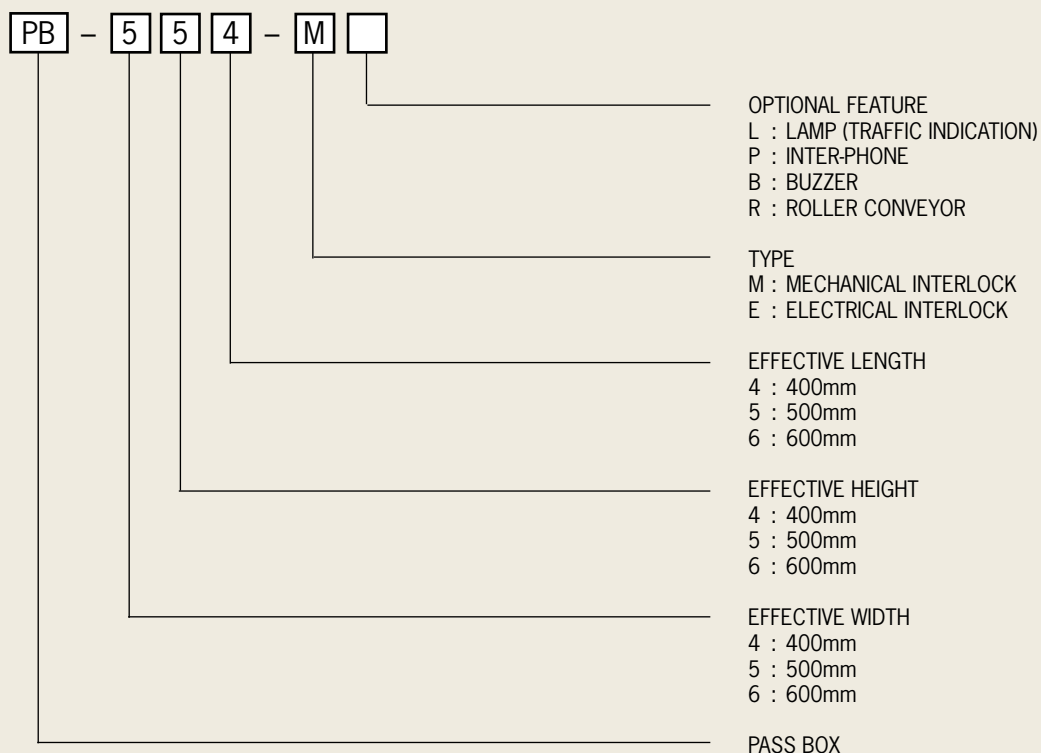 PB – 5 5 4 – M
OPTIONAL FEATURE
L : LAMP (TRAFFIC INDICATION)
P : INTER-PHONE
B : BUZZER
R : ROLLER CONVEYOR
TYPE
M : MECHANICAL INTERLOCK
E : ELECTRICAL INTERLOCK
EFFECTIVE LENGTH
4 : 400mm
5 : 500mm
6 : 600mm
EFFECTIVE HEIGHT
4 : 400mm
5 : 500mm
6 : 600mm
EFFECTIVE WIDTH
4 : 400mm
5 : 500mm
6 : 600mm
PASS BOX